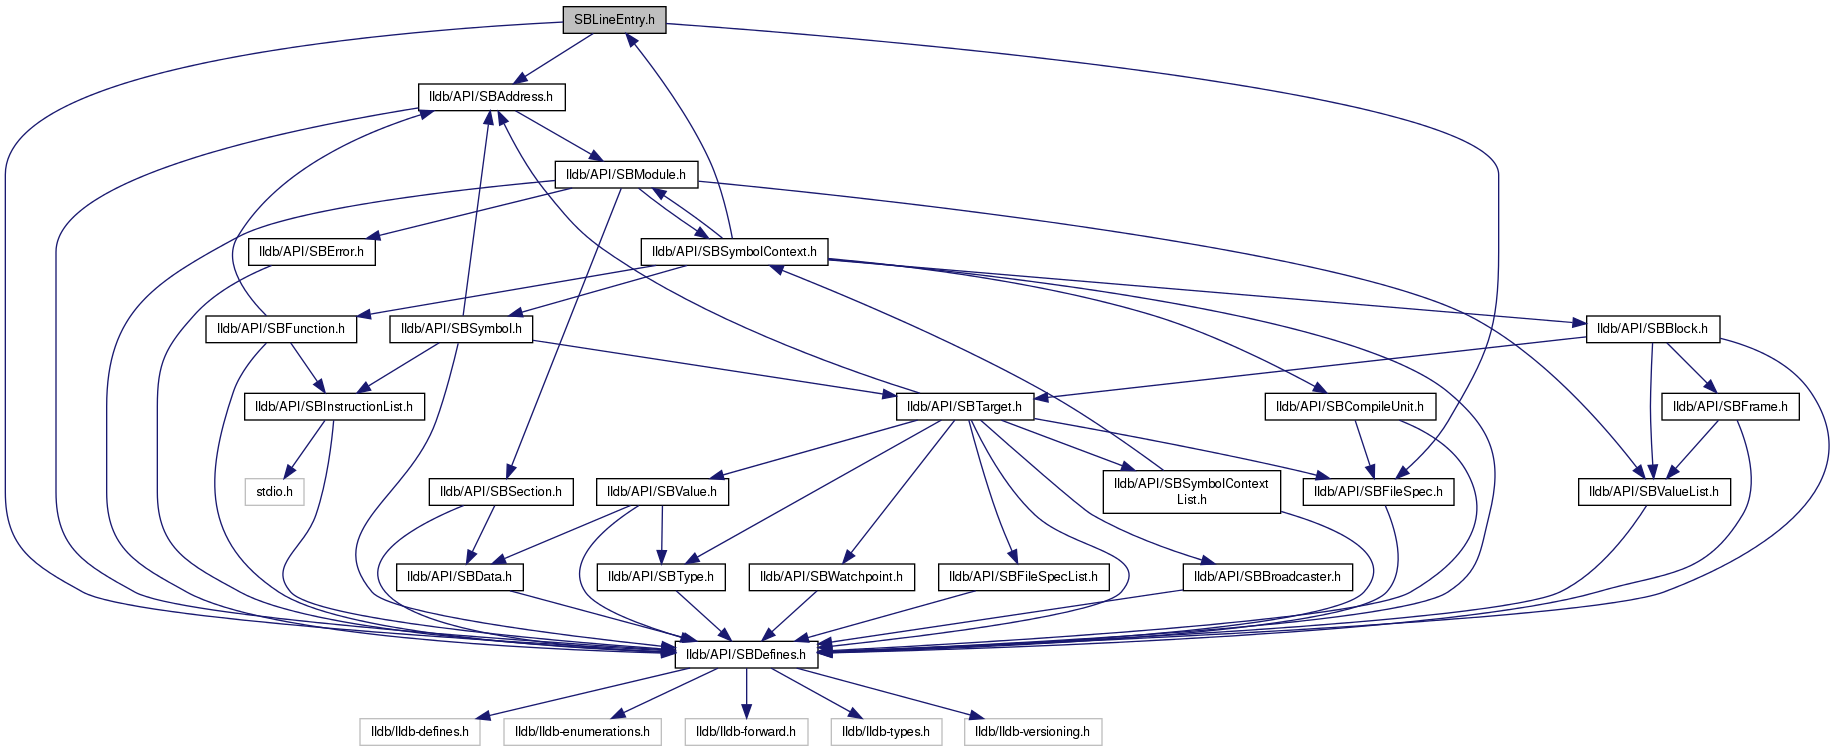 SBLineEntry.h
lldb/API/SBAddress.h
lldb/API/SBModule.h
lldb/API/SBError.h
lldb/API/SBSymbolContext.h
lldb/API/SBFunction.h
lldb/API/SBSymbol.h
lldb/API/SBBlock.h
lldb/API/SBInstructionList.h
lldb/API/SBTarget.h
lldb/API/SBCompileUnit.h
lldb/API/SBFrame.h
stdio.h
lldb/API/SBSection.h
lldb/API/SBValue.h
lldb/API/SBSymbolContext
List.h
lldb/API/SBFileSpec.h
lldb/API/SBValueList.h
lldb/API/SBData.h
lldb/API/SBType.h
lldb/API/SBWatchpoint.h
lldb/API/SBFileSpecList.h
lldb/API/SBBroadcaster.h
lldb/API/SBDefines.h
lldb/lldb-defines.h
lldb/lldb-enumerations.h
lldb/lldb-forward.h
lldb/lldb-types.h
lldb/lldb-versioning.h